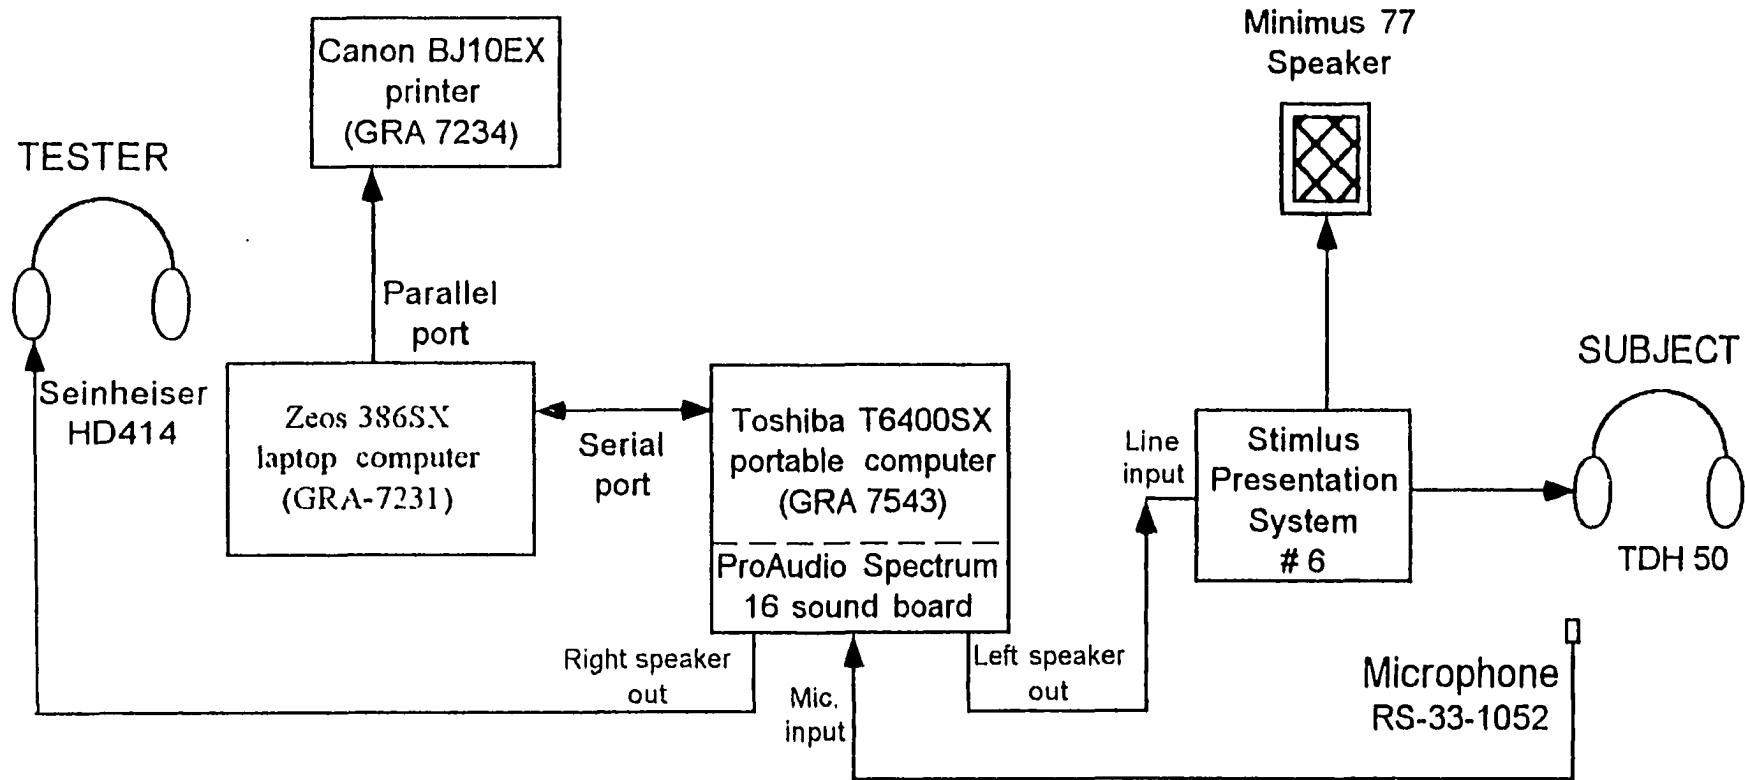 Canon BJ10EX
printer
(GRA 7234)
Minimus 77
Speaker
TESTER
Parallel
port
Seinheiser
HD414
Zeos 386SX
laptop computer
(GRA-7231)
Serial
port
Toshiba T6400SX
portable computer
(GRA 7543)
ProAudio Spectrum
16 sound board
Line
input
Stimlus
Presentation
System
# 6
SUBJECT
TDH 50
Right speaker
out
Mic.
input
Left speaker
out
Microphone
RS-33-1052